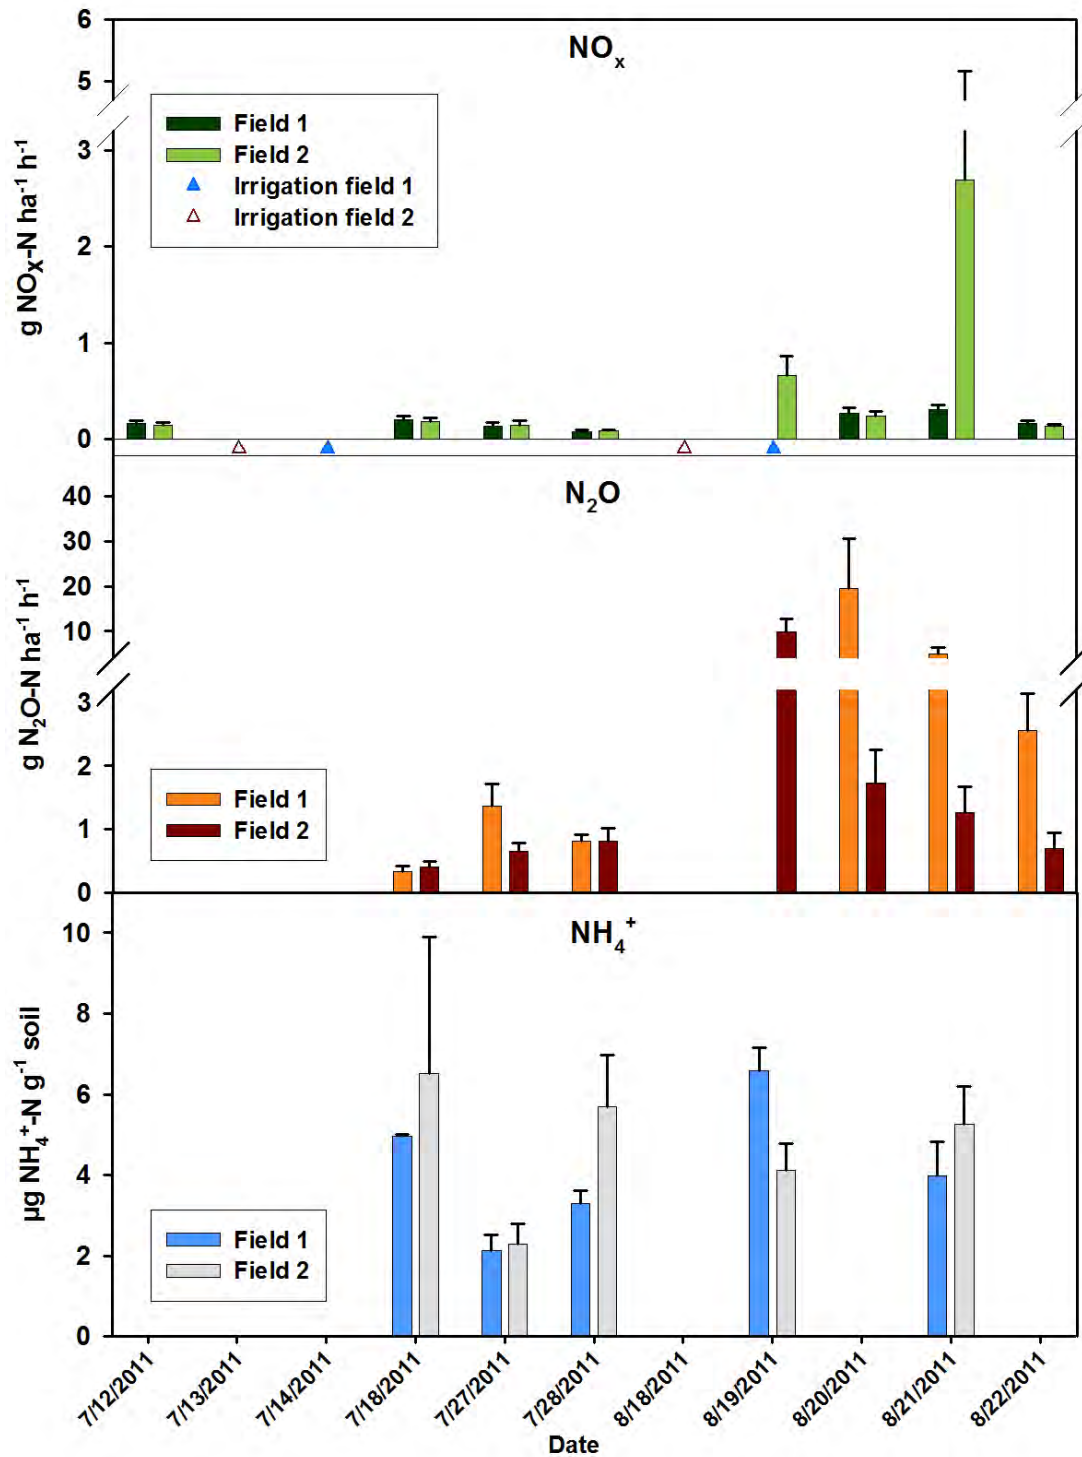 NOₓ
g NOₓ-N ha⁻¹ h⁻¹
6
5
3
2
1
0
Field 1
Field 2
Irrigation field 1
Irrigation field 2
N₂O
g N₂O-N ha⁻¹ h⁻¹
40
30
20
10
3
2
1
0
Field 1
Field 2
NH₄⁺
µg NH₄⁺-N g⁻¹ soil
10
8
6
4
2
0
Field 1
Field 2
7/12/2011
7/13/2011
7/14/2011
7/18/2011
7/27/2011
7/28/2011
8/18/2011
8/19/2011
8/20/2011
8/21/2011
8/22/2011
Date